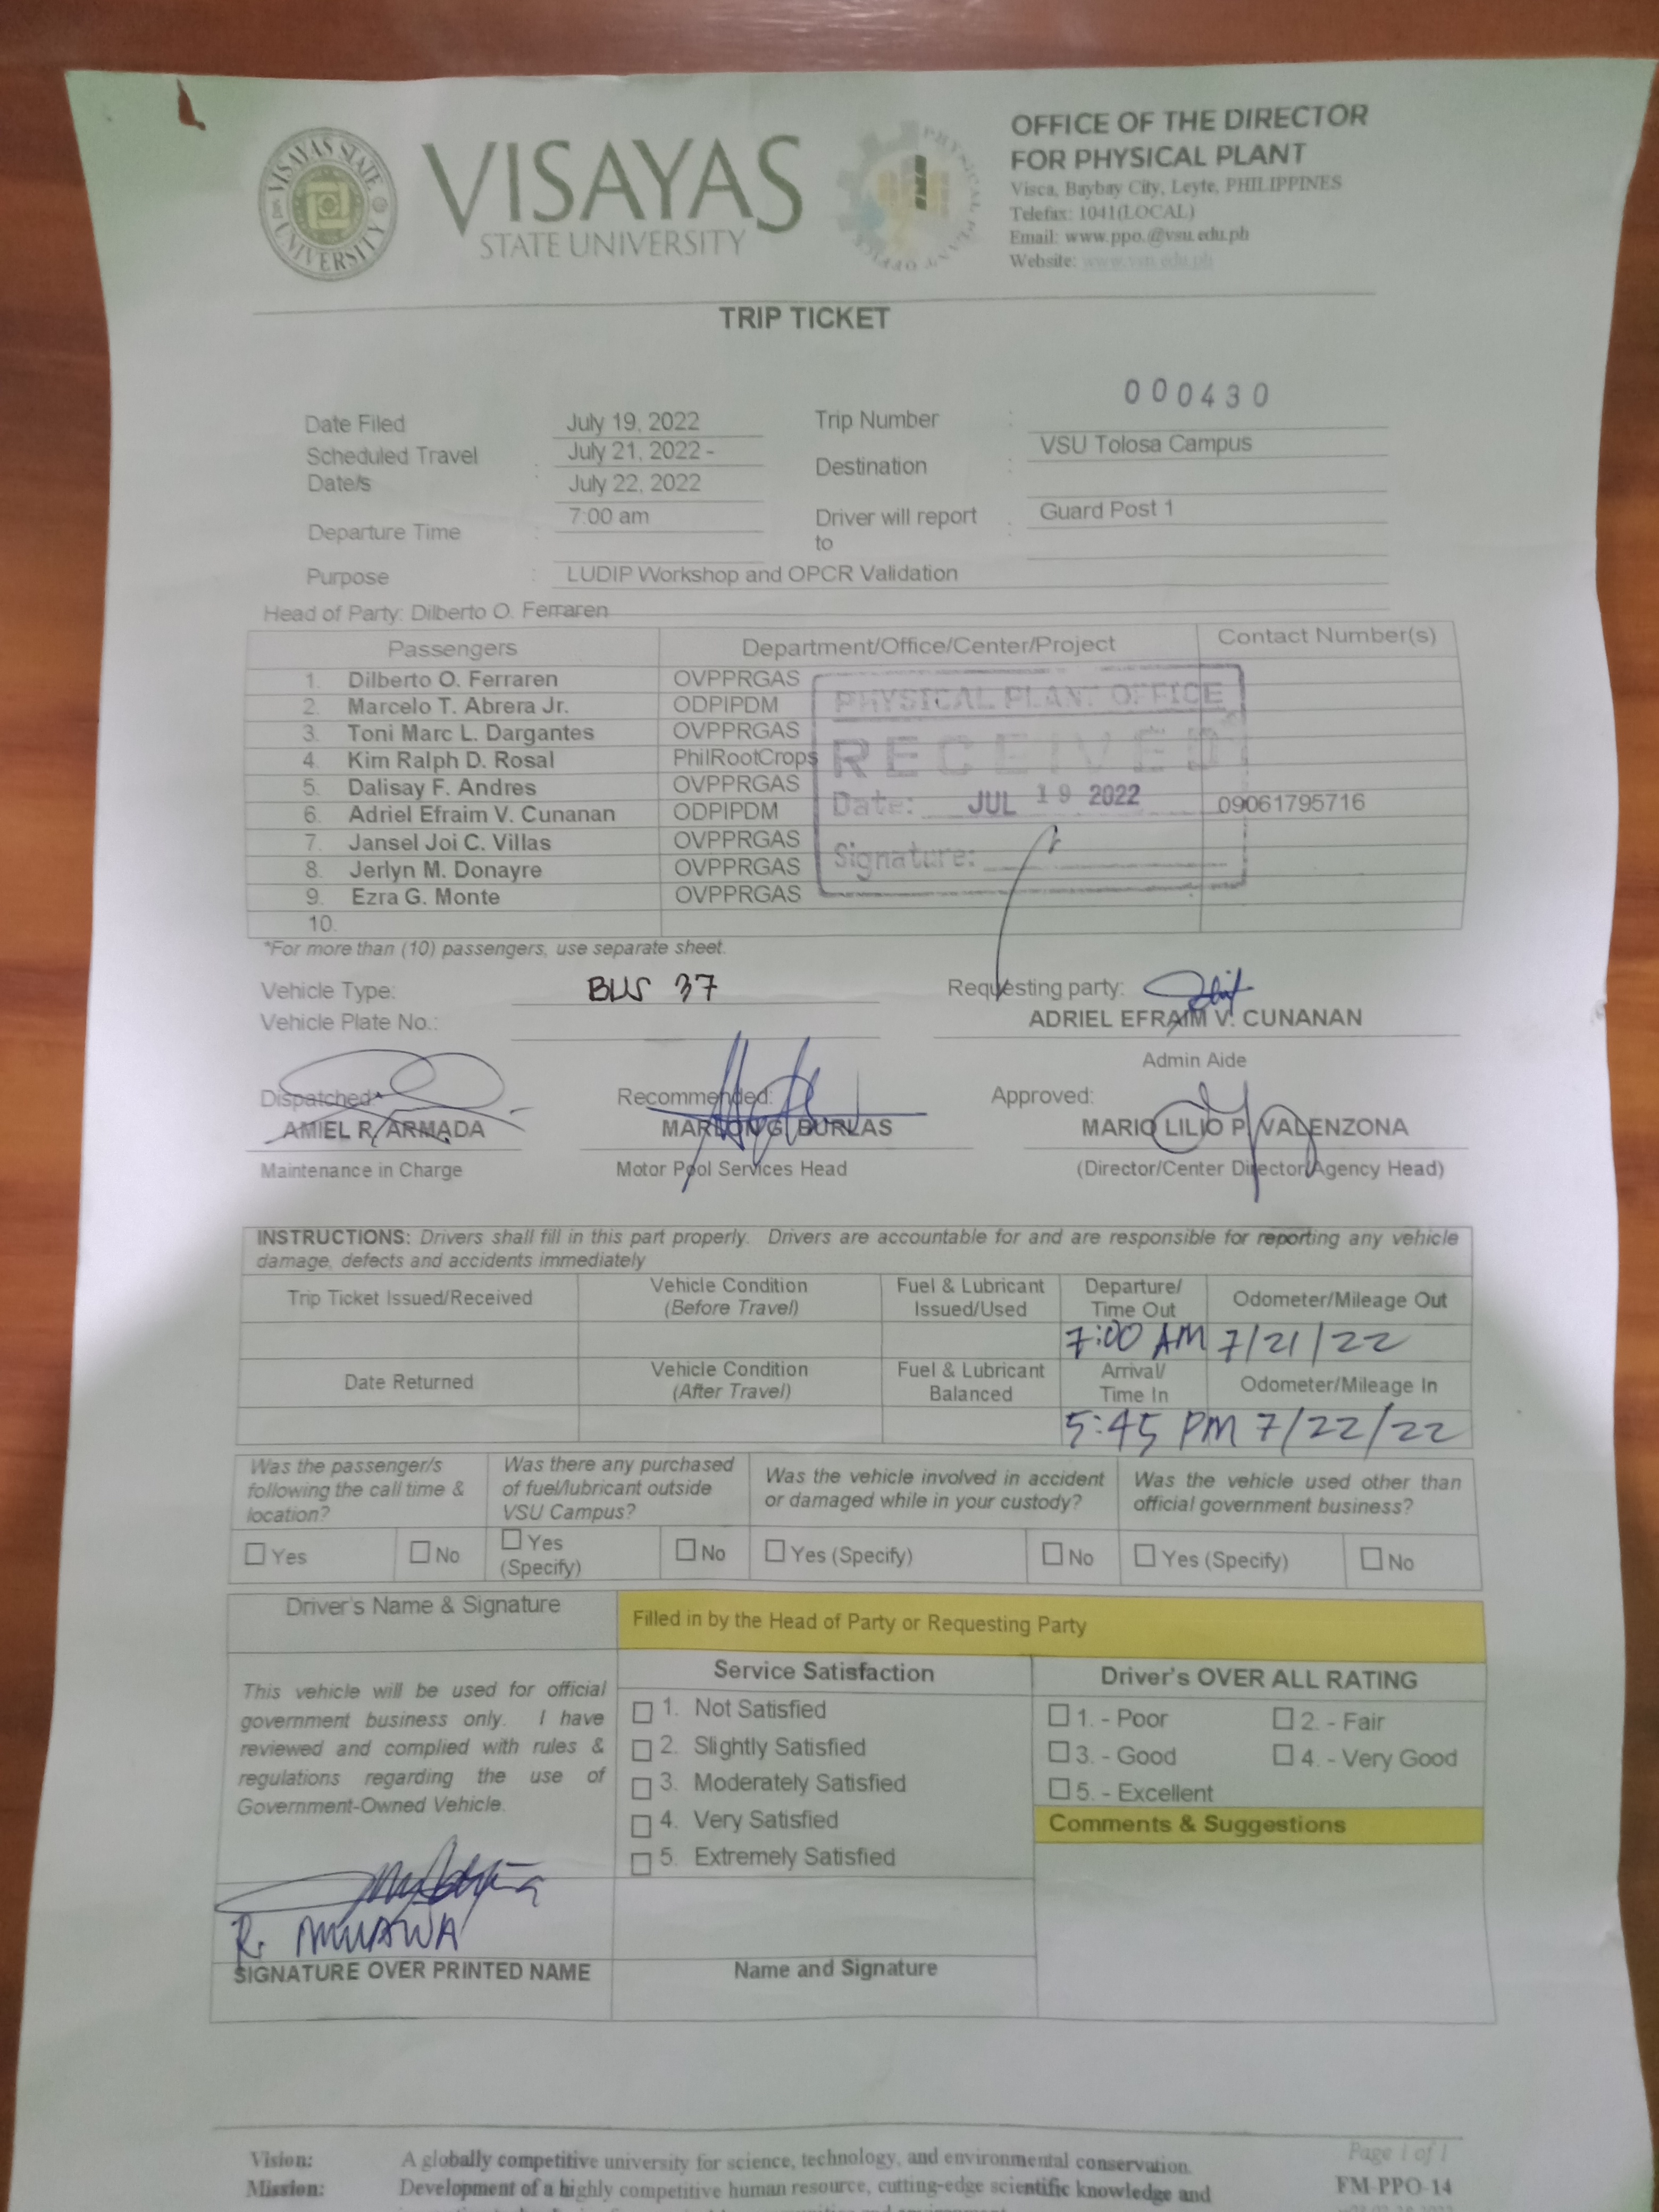 VISAYAS STATE UNIVERSITY
VISAYAS
STATE UNIVERSITY
PHYSICAL PLANT OFFICE
OFFICE OF THE DIRECTOR
FOR PHYSICAL PLANT
Visca, Baybay City, Leyte, PHILIPPINES
Telefax: 1041(LOCAL)
Email: www.ppo.@vsu.edu.ph
Website: www.vsu.edu.ph
TRIP TICKET
Date Filed July 19, 2022 Trip Number : 000430
Scheduled Travel Date/s : July 21, 2022 - July 22, 2022 Destination : VSU Tolosa Campus
Departure Time : 7:00 am Driver will report to : Guard Post 1
Purpose : LUDIP Workshop and OPCR Validation
Head of Party: Dilberto O. Ferraren
Passengers Department/Office/Center/Project Contact Number(s)
1. Dilberto O. Ferraren OVPPRGAS
2. Marcelo T. Abrera Jr. ODPIPDM
3. Toni Marc L. Dargantes OVPPRGAS
4. Kim Ralph D. Rosal PhilRootCrops
5. Dalisay F. Andres OVPPRGAS
6. Adriel Efraim V. Cunanan ODPIPDM 09061795716
7. Jansel Joi C. Villas OVPPRGAS
8. Jerlyn M. Donayre OVPPRGAS
9. Ezra G. Monte OVPPRGAS
10.
PHYSICAL PLANT OFFICE
RECEIVED
Date: JUL 19 2022
Signature:
*For more than (10) passengers, use separate sheet.
Vehicle Type: BUS 37 Requesting party:
Vehicle Plate No.: ADRIEL EFRAIM V. CUNANAN
Admin Aide
Dispatched: Recommended: Approved:
AMIEL R. ARMADA MARLON G. BURLAS MARIO LILIO P. VALENZONA
Maintenance in Charge Motor Pool Services Head (Director/Center Director/Agency Head)
INSTRUCTIONS: Drivers shall fill in this part properly. Drivers are accountable for and are responsible for reporting any vehicle
damage, defects and accidents immediately
Trip Ticket Issued/Received Vehicle Condition (Before Travel) Fuel & Lubricant Issued/Used Departure/ Time Out Odometer/Mileage Out
7:00 AM 7/21/22
Date Returned Vehicle Condition (After Travel) Fuel & Lubricant Balanced Arrival/ Time In Odometer/Mileage In
5:45 PM 7/22/22
Was the passenger/s following the call time & location? Was there any purchased of fuel/lubricant outside VSU Campus? Was the vehicle involved in accident or damaged while in your custody? Was the vehicle used other than official government business?
Yes No Yes (Specify) No Yes (Specify) No Yes (Specify) No
Driver's Name & Signature Filled in by the Head of Party or Requesting Party
This vehicle will be used for official
government business only. I have
reviewed and complied with rules &
regulations regarding the use of
Government-Owned Vehicle.
SIGNATURE OVER PRINTED NAME
Service Satisfaction
1. Not Satisfied
2. Slightly Satisfied
3. Moderately Satisfied
4. Very Satisfied
5. Extremely Satisfied
Name and Signature
Driver's OVER ALL RATING
1. - Poor 2. - Fair
3. - Good 4. - Very Good
5. - Excellent
Comments & Suggestions
Page 1 of 1
Vision: A globally competitive university for science, technology, and environmental conservation.
Mission: Development of a highly competitive human resource, cutting-edge scientific knowledge and
FM-PPO-14